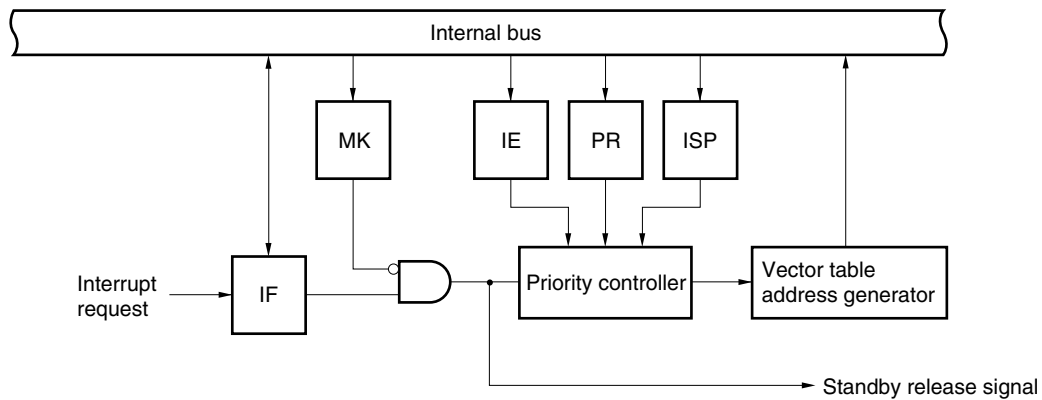 Internal bus
MK
IE
PR
ISP
Interrupt
request
IF
Priority controller
Vector table
address generator
Standby release signal